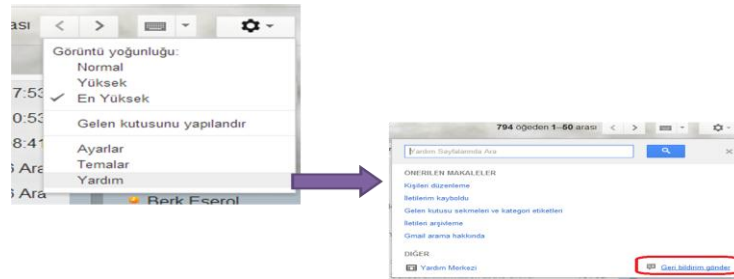 ası
Görüntü yoğunluğu:
Normal
Yüksek
7:53
✓ En Yüksek
0:53
Gelen kutusunu yapılandır
8:41
Ayarlar
Ara
Temalar
Ara
Yardım
Berk Eserol
794 öğeden 1–50 arası
Yardım Sayfalarında Ara
ÖNERİLEN MAKALELER
Kişileri düzenleme
İletilerim kayboldu
Gelen kutusu sekmeleri ve kategori etiketleri
İletileri arşivleme
Gmail arama hakkında
DİĞER
Yardım Merkezi
Geri bildirim gönder